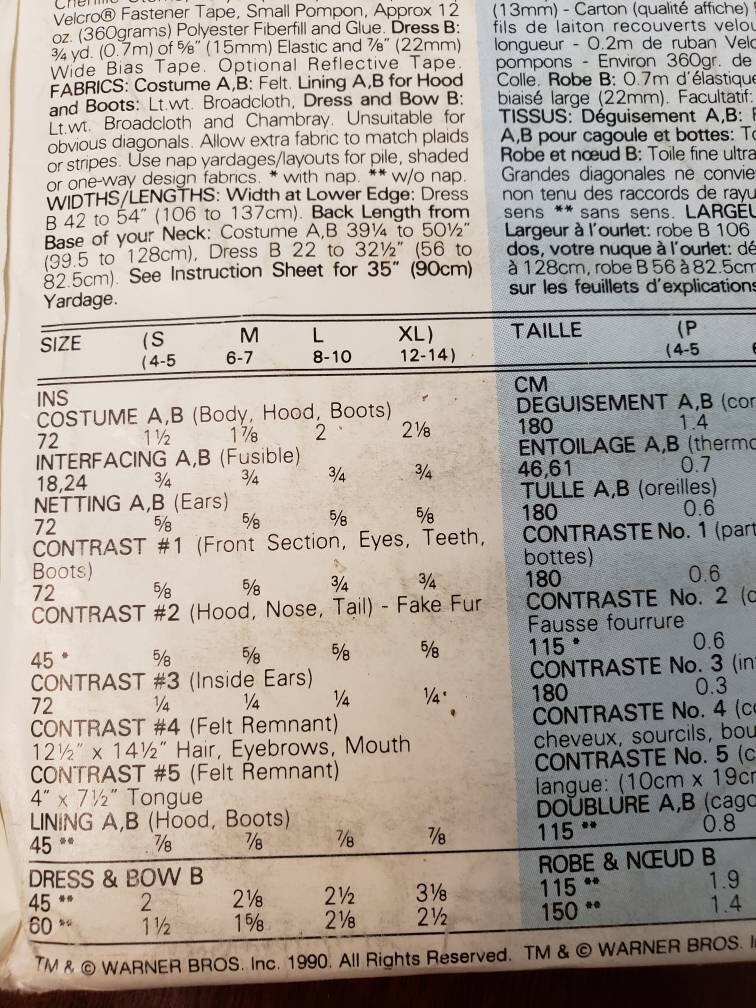 Velcro® Fastener Tape, Small Pompon, Approx 12
oz. (360grams) Polyester Fiberfill and Glue. Dress B:
¾ yd. (0.7m) of ⅝" (15mm) Elastic and ⅞" (22mm)
Wide Bias Tape. Optional Reflective Tape.
FABRICS: Costume A,B: Felt. Lining A,B for Hood
and Boots: Lt.wt. Broadcloth, Dress and Bow B:
Lt.wt. Broadcloth and Chambray. Unsuitable for
obvious diagonals. Allow extra fabric to match plaids
or stripes. Use nap yardages/layouts for pile, shaded
or one-way design fabrics. * with nap. ** w/o nap.
WIDTHS/LENGTHS: Width at Lower Edge: Dress
B 42 to 54" (106 to 137cm). Back Length from
Base of your Neck: Costume A,B 39¼ to 50½"
(99.5 to 128cm), Dress B 22 to 32½" (56 to
82.5cm). See Instruction Sheet for 35" (90cm)
Yardage.
SIZE (S M L XL)
(4-5 6-7 8-10 12-14)
INS
COSTUME A,B (Body, Hood, Boots)
72 1½ 1⅞ 2 2⅛
INTERFACING A,B (Fusible)
18,24 ¾ ¾ ¾ ¾
NETTING A,B (Ears)
72 ⅝ ⅝ ⅝ ⅝
CONTRAST #1 (Front Section, Eyes, Teeth,
Boots)
72 ⅝ ⅝ ¾ ¾
CONTRAST #2 (Hood, Nose, Tail) - Fake Fur
45 * ⅝ ⅝ ⅝ ⅝
CONTRAST #3 (Inside Ears)
72 ¼ ¼ ¼ ¼
CONTRAST #4 (Felt Remnant)
12½" x 14½" Hair, Eyebrows, Mouth
CONTRAST #5 (Felt Remnant)
4" x 7½" Tongue
LINING A,B (Hood, Boots)
45 ** ⅞ ⅞ ⅞ ⅞
DRESS & BOW B
45 ** 2 2⅛ 2½ 3⅛
60 ** 1½ 1⅝ 2⅛ 2½
(13mm) - Carton (qualité affiche)
fils de laiton recouverts
longueur - 0.2m de ruban
pompons - Environ 360gr. de
Colle. Robe B: 0.7m d'élastique
biaisé large (22mm). Facultatif:
TISSUS: Déguisement A,B:
A,B pour cagoule et bottes:
Robe et nœud B: Toile fine
Grandes diagonales ne
non tenu des raccords de
sens ** sans sens.
Largeur à l'ourlet: robe B 106
dos, votre nuque à l'ourlet:
à 128cm, robe B 56 à 82.5cm
sur les feuillets d'explications
TAILLE (P
(4-5
CM
DEGUISEMENT A,B
180 1.4
ENTOILAGE A,B
46,61 0.7
TULLE A,B (oreilles)
180 0.6
CONTRASTE No. 1
bottes)
180 0.6
CONTRASTE No. 2
Fausse fourrure
115 * 0.6
CONTRASTE No. 3
180 0.3
CONTRASTE No. 4
cheveux, sourcils,
CONTRASTE No. 5
langue: (10cm x
DOUBLURE A,B
115 ** 0.8
ROBE & NŒUD B
115 ** 1.9
150 ** 1.4
TM & © WARNER BROS. Inc. 1990. All Rights Reserved. TM & © WARNER BROS.